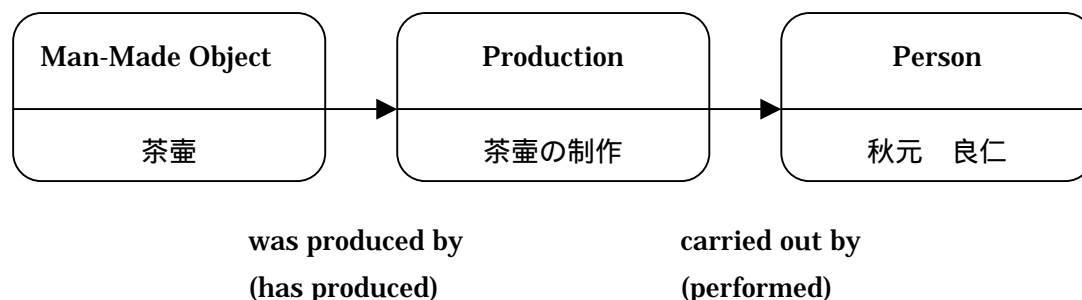 Man-Made Object
茶壷
Production
茶壷の制作
Person
秋元　良仁
was produced by
(has produced)
carried out by
(performed)